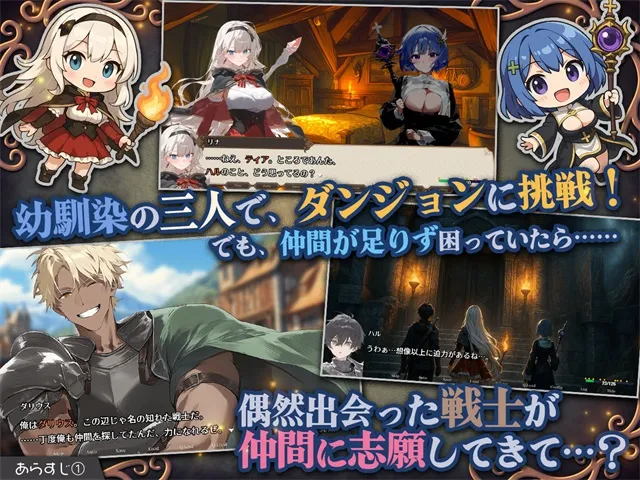 リナ
……ねえ、ティア。ところであんた、
ハルのこと、どう思ってるの？
幼馴染の三人で、ダンジョンに挑戦！
でも、仲間が足りず困っていたら……
ダリウス
俺はダリウス。この辺じゃ名の知れた戦士だ。
……丁度俺も仲間を探してたんだ、力になれるぜ。
ハル
うわぁ…想像以上に迫力があるね…
偶然出会った戦士が
仲間に志願してきて…？
あらすじ①